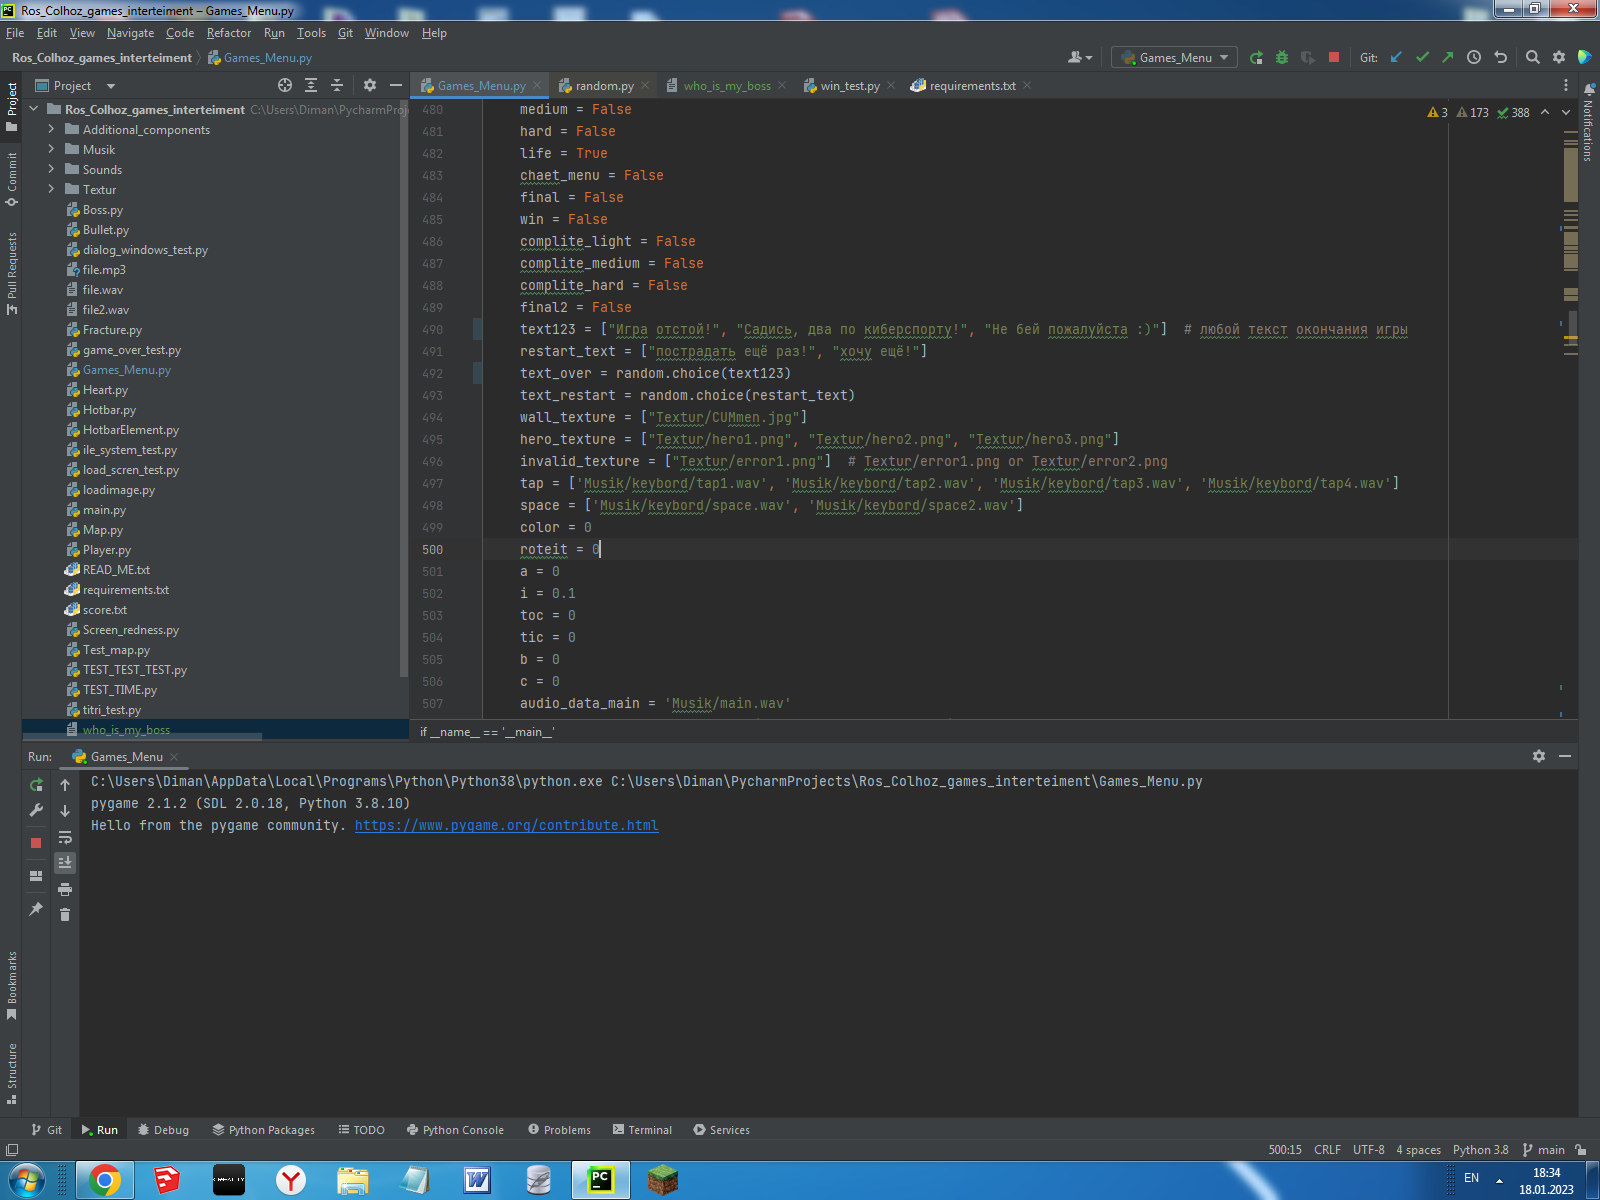 Ros_Colhoz_games_interteiment – Games_Menu.py
File Edit View Navigate Code Refactor Run Tools Git Window Help
Ros_Colhoz_games_interteiment Games_Menu.py
Games_Menu Git:
Project
Games_Menu.py random.py who_is_my_boss win_test.py requirements.txt
Ros_Colhoz_games_interteiment C:\Users\Diman\PycharmProj
Additional_components
Musik
Sounds
Textur
Boss.py
Bullet.py
dialog_windows_test.py
file.mp3
file.wav
file2.wav
Fracture.py
game_over_test.py
Games_Menu.py
Heart.py
Hotbar.py
HotbarElement.py
ile_system_test.py
load_scren_test.py
loadimage.py
main.py
Map.py
Player.py
READ_ME.txt
requirements.txt
score.txt
Screen_redness.py
Test_map.py
TEST_TEST_TEST.py
TEST_TIME.py
titri_test.py
who_is_my_boss
Project
Commit
Pull Requests
Bookmarks
Structure
Notifications
3 173 388
480 medium = False
481 hard = False
482 life = True
483 chaet_menu = False
484 final = False
485 win = False
486 complite_light = False
487 complite_medium = False
488 complite_hard = False
489 final2 = False
490 text123 = ["Игра отстой!", "Садись, два по киберспорту!", "Не бей пожалуйста :)"]  # любой текст окончания игры
491 restart_text = ["пострадать ещё раз!", "хочу ещё!"]
492 text_over = random.choice(text123)
493 text_restart = random.choice(restart_text)
494 wall_texture = ["Textur/CUMmen.jpg"]
495 hero_texture = ["Textur/hero1.png", "Textur/hero2.png", "Textur/hero3.png"]
496 invalid_texture = ["Textur/error1.png"]  # Textur/error1.png or Textur/error2.png
497 tap = ['Musik/keybord/tap1.wav', 'Musik/keybord/tap2.wav', 'Musik/keybord/tap3.wav', 'Musik/keybord/tap4.wav']
498 space = ['Musik/keybord/space.wav', 'Musik/keybord/space2.wav']
499 color = 0
500 roteit = 0
501 a = 0
502 i = 0.1
503 toc = 0
504 tic = 0
505 b = 0
506 c = 0
507 audio_data_main = 'Musik/main.wav'
if __name__ == '__main__'
Run: Games_Menu
C:\Users\Diman\AppData\Local\Programs\Python\Python38\python.exe C:\Users\Diman\PycharmProjects\Ros_Colhoz_games_interteiment\Games_Menu.py
pygame 2.1.2 (SDL 2.0.18, Python 3.8.10)
Hello from the pygame community. https://www.pygame.org/contribute.html
Git Run Debug Python Packages TODO Python Console Problems Terminal Services
500:15 CRLF UTF-8 4 spaces Python 3.8 main
PC
EN
18:34
18.01.2023